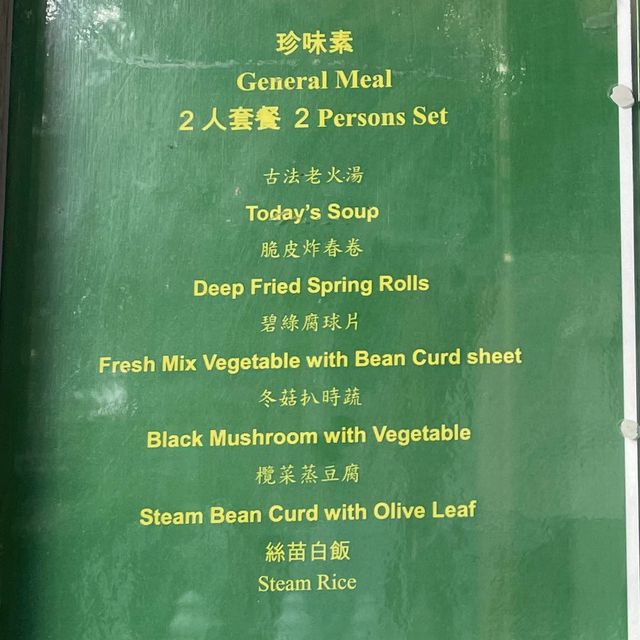 珍味素
General Meal
2人套餐 2 Persons Set
古法老火湯
Today's Soup
脆皮炸春卷
Deep Fried Spring Rolls
碧綠腐球片
Fresh Mix Vegetable with Bean Curd sheet
冬菇扒時蔬
Black Mushroom with Vegetable
欖菜蒸豆腐
Steam Bean Curd with Olive Leaf
絲苗白飯
Steam Rice